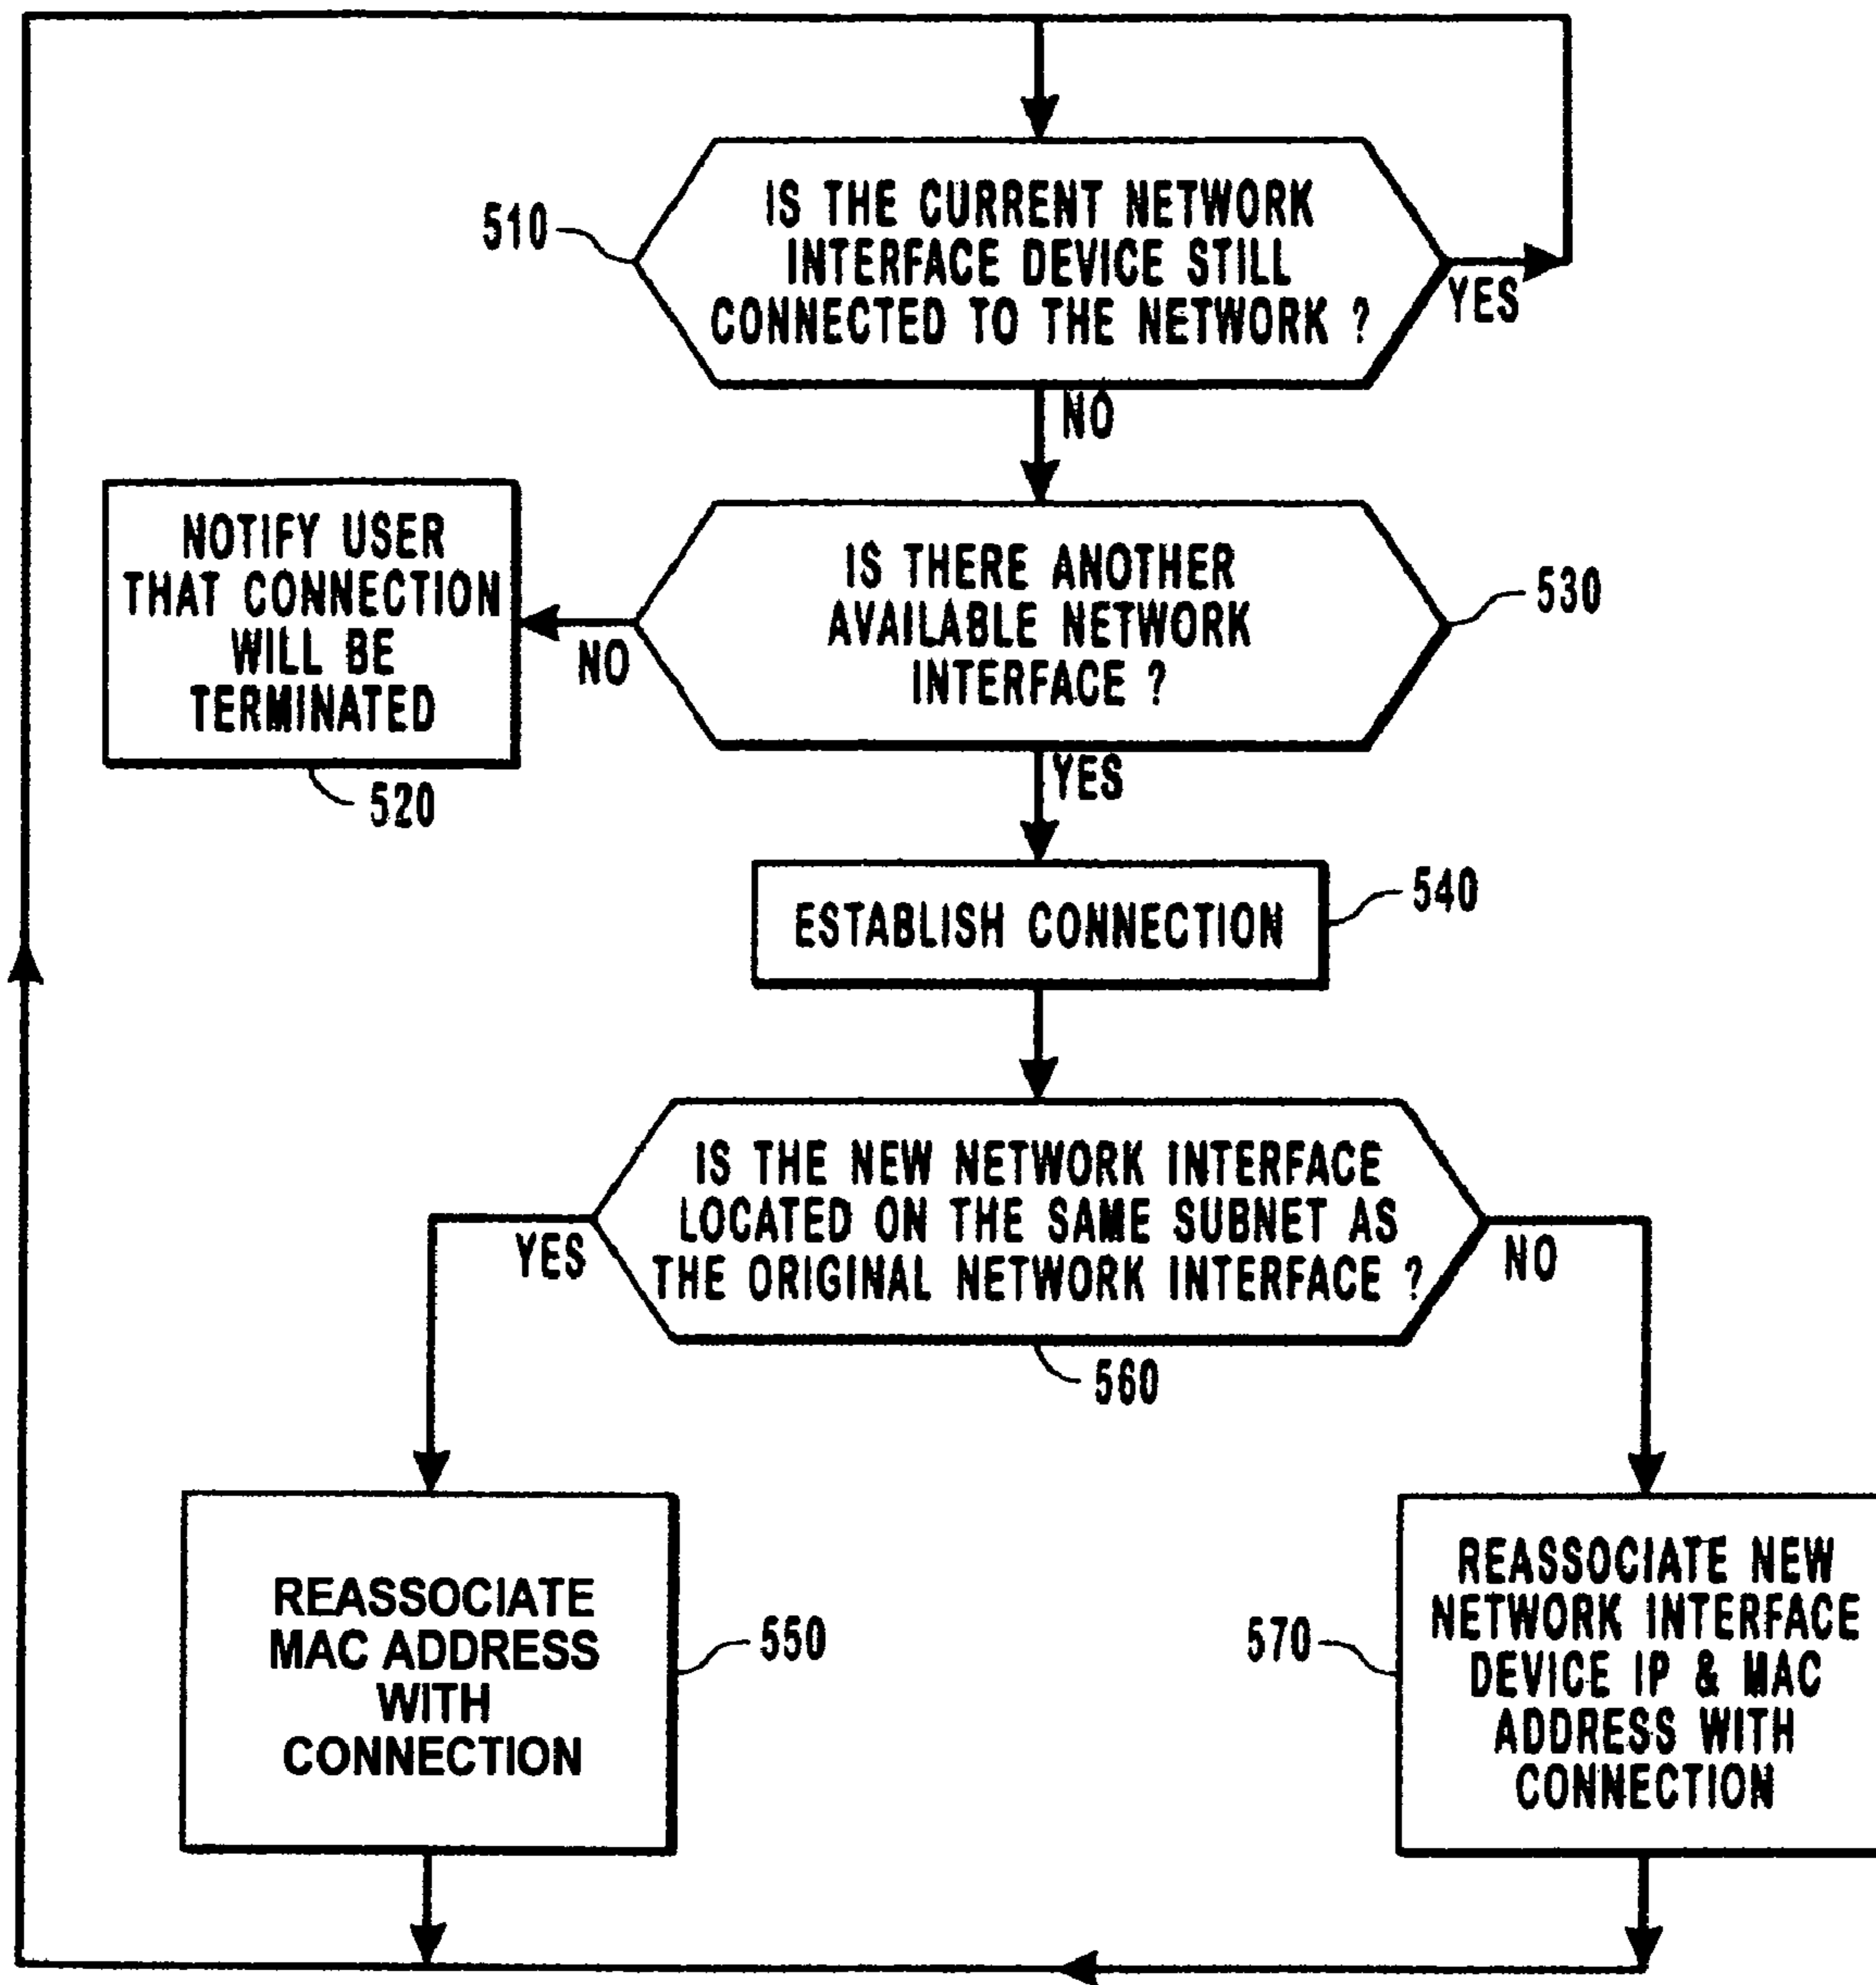 IS THE CURRENT NETWORK
INTERFACE DEVICE STILL
CONNECTED TO THE NETWORK ?
510
YES
NO
NOTIFY USER
THAT CONNECTION
WILL BE
TERMINATED
520
NO
IS THERE ANOTHER
AVAILABLE NETWORK
INTERFACE ?
530
YES
ESTABLISH CONNECTION
540
IS THE NEW NETWORK INTERFACE
LOCATED ON THE SAME SUBNET AS
THE ORIGINAL NETWORK INTERFACE ?
YES
NO
560
REASSOCIATE
MAC ADDRESS
WITH
CONNECTION
550
570
REASSOCIATE NEW
NETWORK INTERFACE
DEVICE IP & MAC
ADDRESS WITH
CONNECTION